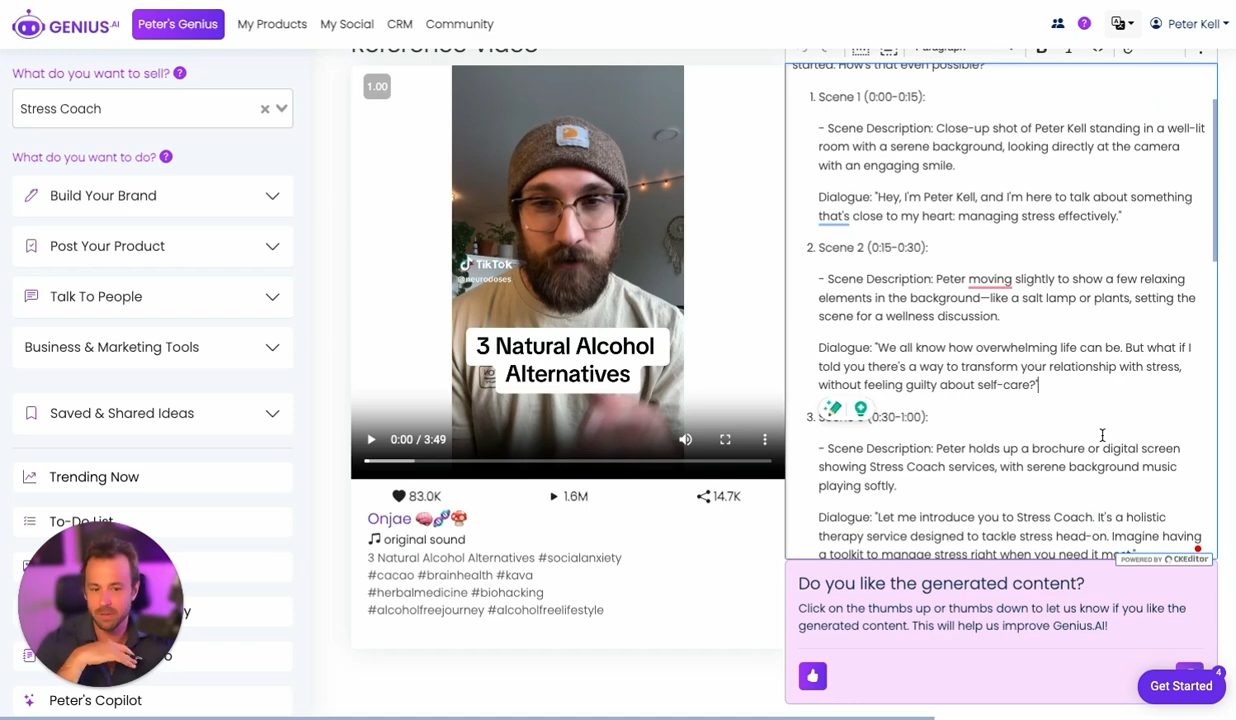 GENIUS.AI
Peter's Genius
My Products
My Social
CRM
Community
?
Peter Kell
What do you want to sell? ?
Stress Coach
What do you want to do? ?
Build Your Brand
Post Your Product
Talk To People
Business & Marketing Tools
Saved & Shared Ideas
Trending Now
To-Do List
Peter's Copilot
Reference Video
1.00
TikTok
@neurodoses
3 Natural Alcohol
Alternatives
0:00 / 3:49
83.0K
1.6M
14.7K
Onjae
original sound
3 Natural Alcohol Alternatives #socialanxiety
#cacao #brainhealth #kava
#herbalmedicine #biohacking
#alcoholfreejourney #alcoholfreelifestyle
Paragraph
started. How's that even possible?
1. Scene 1 (0:00-0:15):
- Scene Description: Close-up shot of Peter Kell standing in a well-lit
room with a serene background, looking directly at the camera
with an engaging smile.
Dialogue: "Hey, I'm Peter Kell, and I'm here to talk about something
that's close to my heart: managing stress effectively."
2. Scene 2 (0:15-0:30):
- Scene Description: Peter moving slightly to show a few relaxing
elements in the background—like a salt lamp or plants, setting the
scene for a wellness discussion.
Dialogue: "We all know how overwhelming life can be. But what if I
told you there's a way to transform your relationship with stress,
without feeling guilty about self-care?"
3. (0:30-1:00):
- Scene Description: Peter holds up a brochure or digital screen
showing Stress Coach services, with serene background music
playing softly.
Dialogue: "Let me introduce you to Stress Coach. It's a holistic
therapy service designed to tackle stress head-on. Imagine having
a toolkit to manage stress right when you need it most."
POWERED BY CKEditor
Do you like the generated content?
Click on the thumbs up or thumbs down to let us know if you like the
generated content. This will help us improve Genius.AI!
Get Started
4